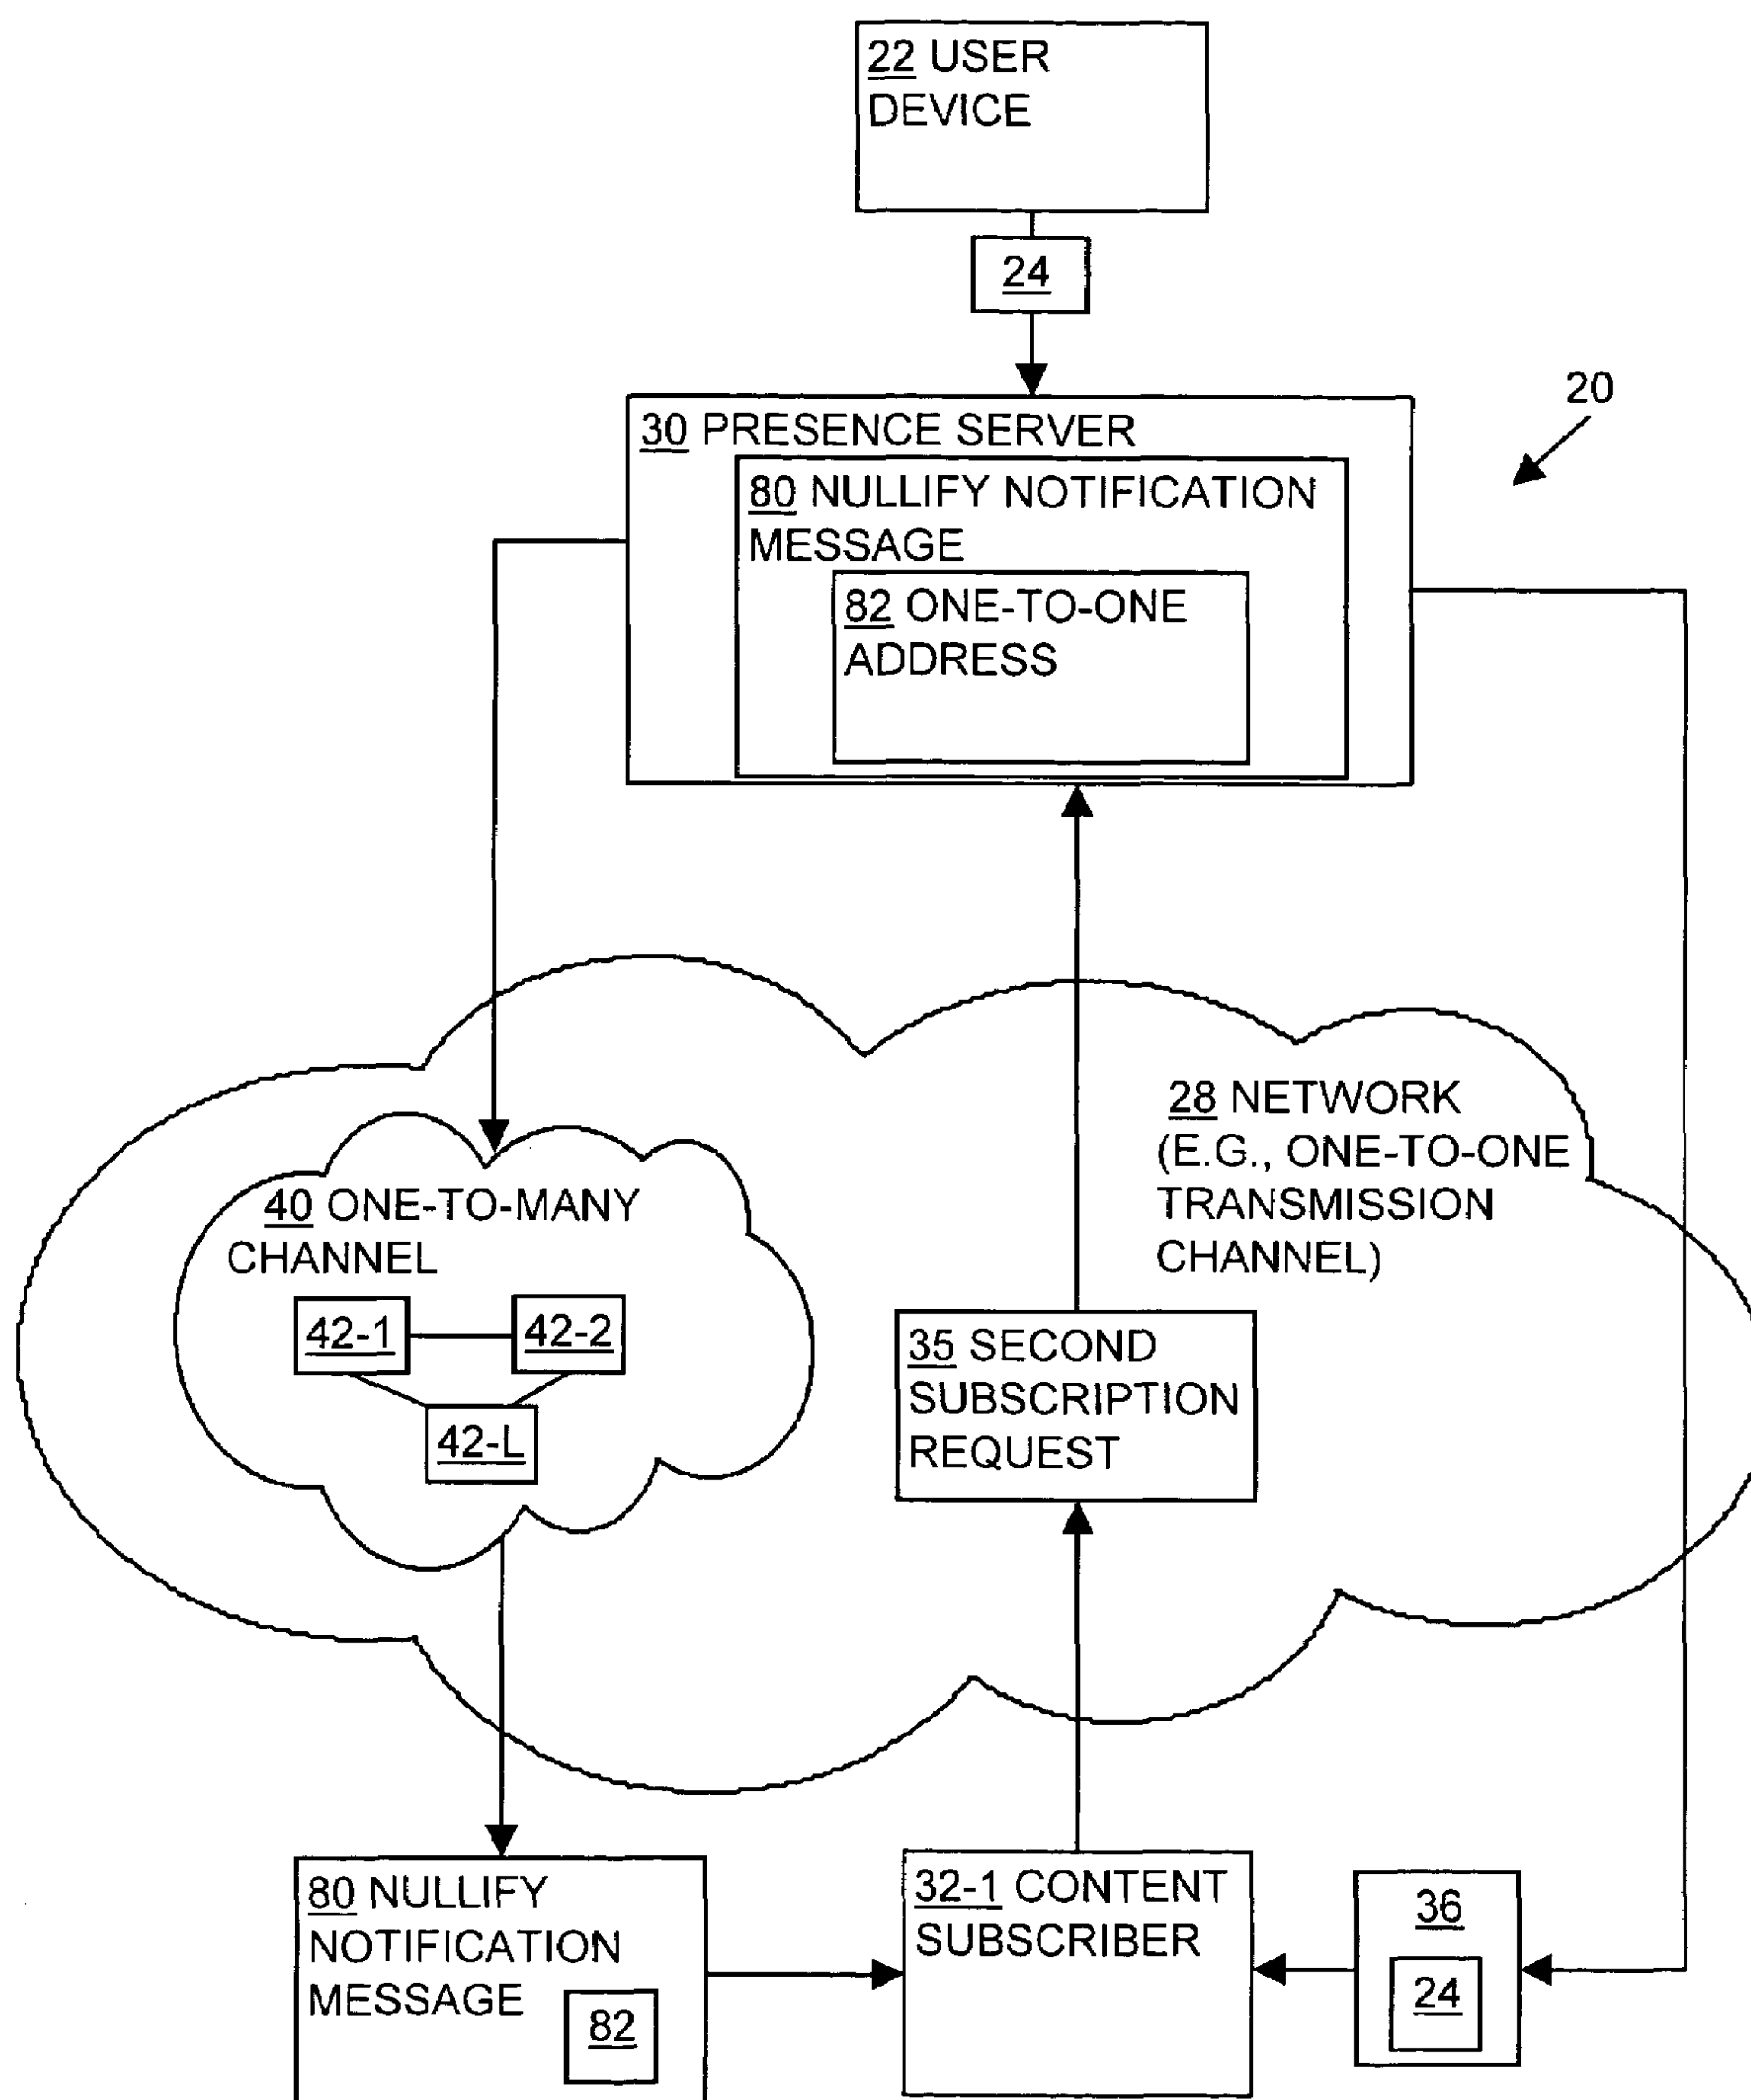 22 USER
DEVICE
24
20
30 PRESENCE SERVER
80 NULLIFY NOTIFICATION
MESSAGE
82 ONE-TO-ONE
ADDRESS
28 NETWORK
(E.G., ONE-TO-ONE
TRANSMISSION
CHANNEL)
40 ONE-TO-MANY
CHANNEL
42-1
42-2
42-L
35 SECOND
SUBSCRIPTION
REQUEST
80 NULLIFY
NOTIFICATION
MESSAGE
82
32-1 CONTENT
SUBSCRIBER
36
24